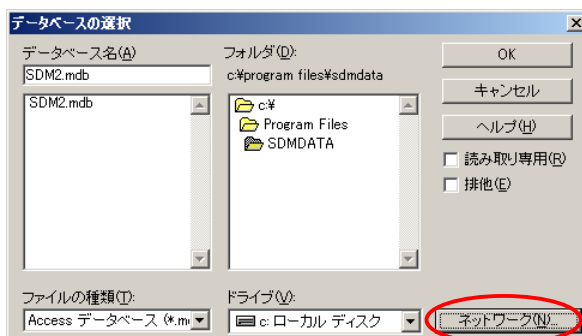 データベースの選択
データベース名(A)
SDM2.mdb
SDM2.mdb
ファイルの種類(T):
Access データベース (*.m
フォルダ(D):
c:¥program files¥sdmdata
c:¥
Program Files
SDMDATA
ドライブ(V):
c: ローカル ディスク
OK
キャンセル
ヘルプ(H)
読み取り専用(R)
排他(E)
ネットワーク(N)...